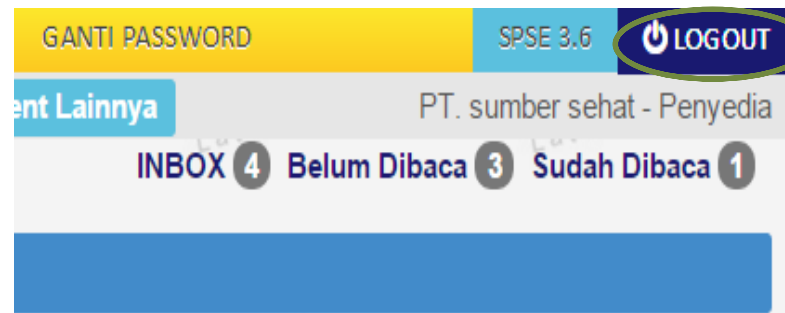 GANTI PASSWORD SPSE 3.6 LOGOUT
ent Lainnya PT. sumber sehat - Penyedia
INBOX 4 Belum Dibaca 3 Sudah Dibaca 1